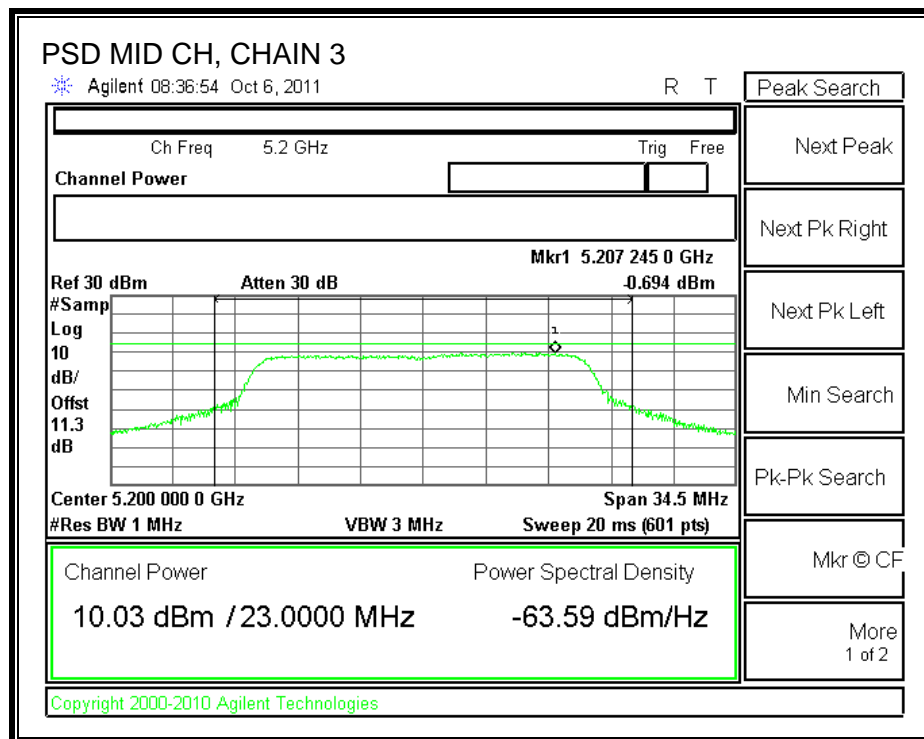 PSD MID CH, CHAIN 3
Agilent 08:36:54 Oct 6, 2011 R T
Peak Search
Ch Freq 5.2 GHz Trig Free
Next Peak
Channel Power
Next Pk Right
Mkr1 5.207 245 0 GHz
Ref 30 dBm Atten 30 dB -0.694 dBm
#Samp
Log
10
dB/
Offst
11.3
dB
1
Next Pk Left
Min Search
Pk-Pk Search
Center 5.200 000 0 GHz Span 34.5 MHz
#Res BW 1 MHz VBW 3 MHz Sweep 20 ms (601 pts)
Mkr © CF
Channel Power Power Spectral Density
10.03 dBm / 23.0000 MHz -63.59 dBm/Hz
More
1 of 2
Copyright 2000-2010 Agilent Technologies